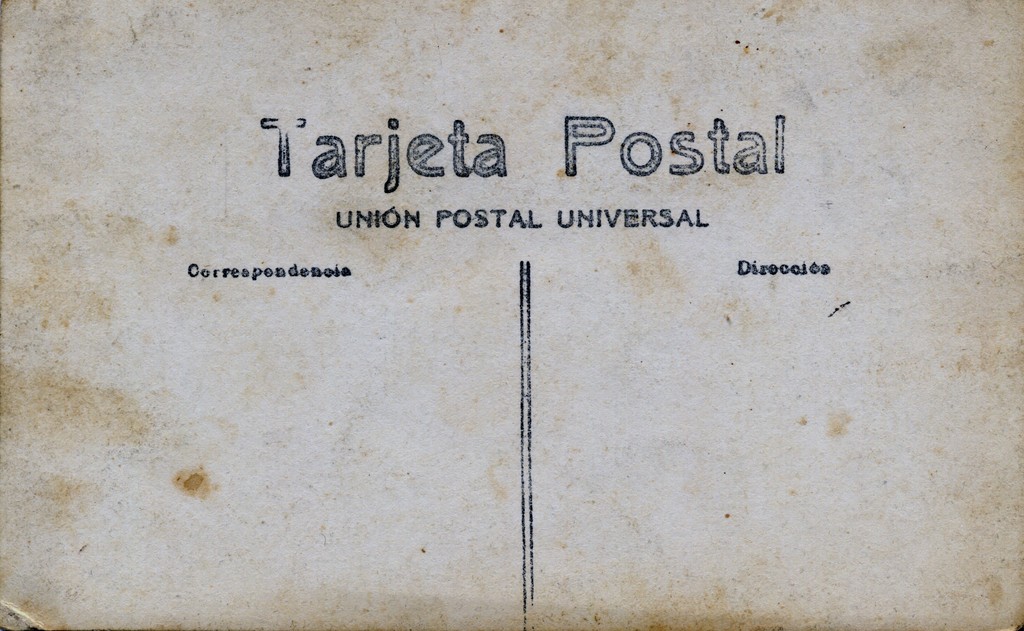 Tarjeta Postal
UNIÓN POSTAL UNIVERSAL
Correspondencia
Dirección